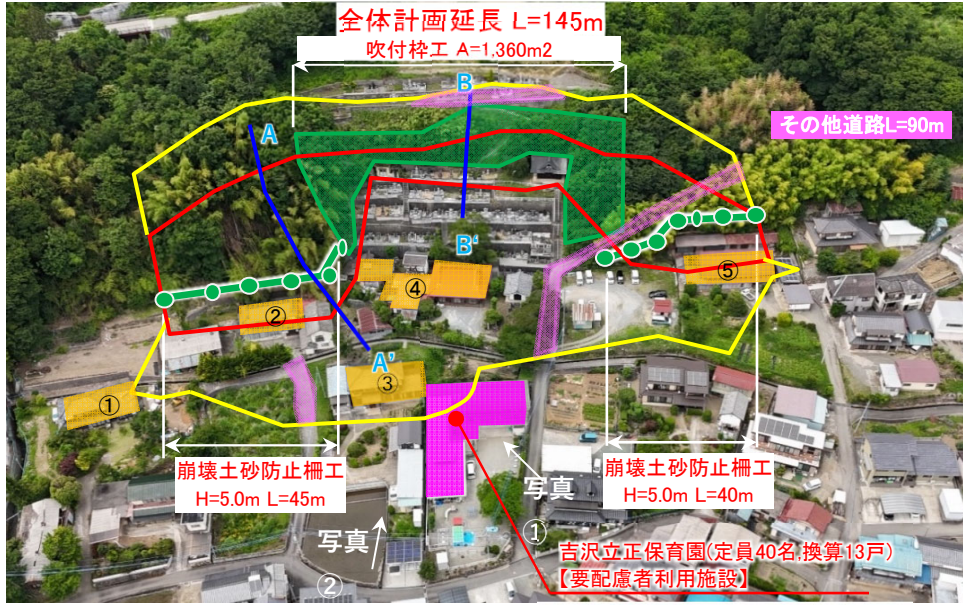 全体計画延長 L=145m
吹付枠工 A=1,360m2
B
A
その他道路L=90m
B'
④
⑤
②
A'
③
①
崩壊土砂防止柵工
H=5.0m L=45m
崩壊土砂防止柵工
H=5.0m L=40m
写真
①
写真
②
吉沢立正保育園(定員40名,換算13戸)
【要配慮者利用施設】